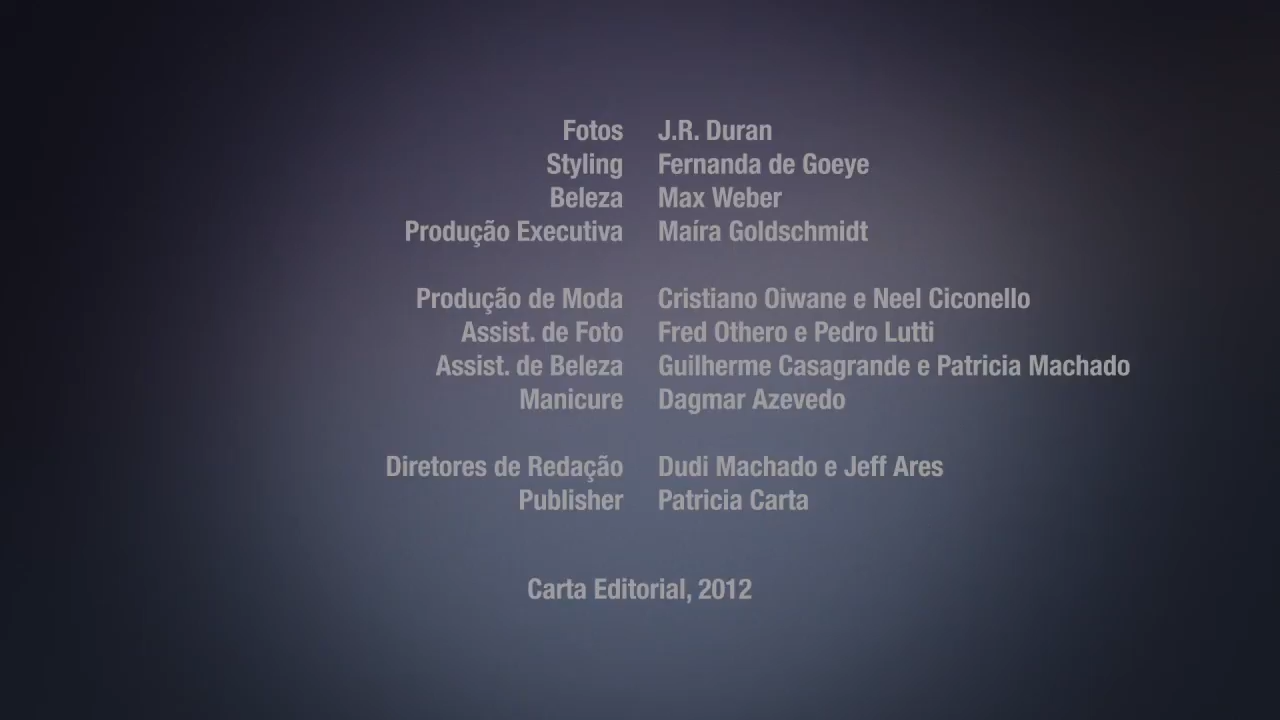 Fotos J.R. Duran
Styling Fernanda de Goeye
Beleza Max Weber
Produção Executiva Maíra Goldschmidt
Produção de Moda Cristiano Oiwane e Neel Ciconello
Assist. de Foto Fred Othero e Pedro Lutti
Assist. de Beleza Guilherme Casagrande e Patricia Machado
Manicure Dagmar Azevedo
Diretores de Redação Dudi Machado e Jeff Ares
Publisher Patricia Carta
Carta Editorial, 2012